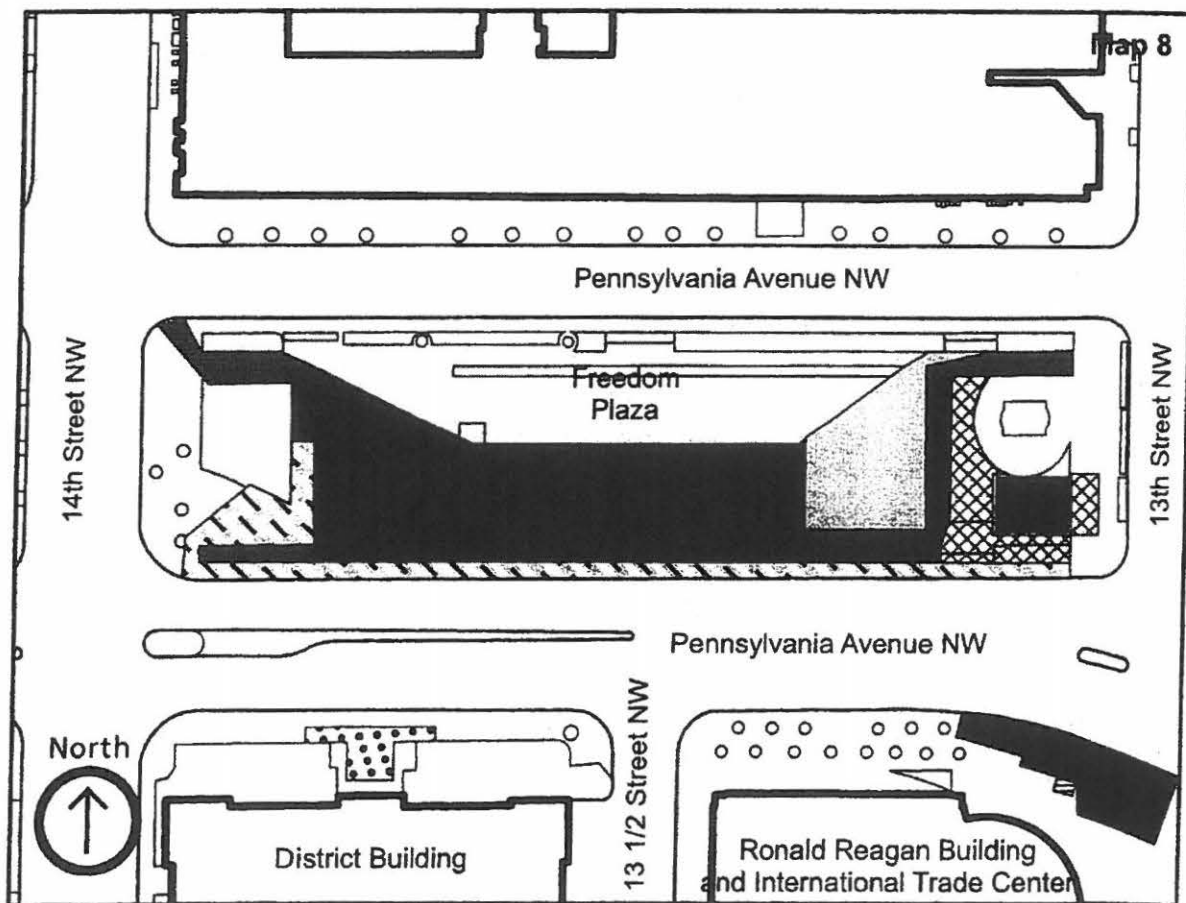 Map 8
Pennsylvania Avenue NW
14th Street NW
Freedom
Plaza
13th Street NW
Pennsylvania Avenue NW
North
13 1/2 Street NW
District Building
Ronald Reagan Building
and International Trade Center